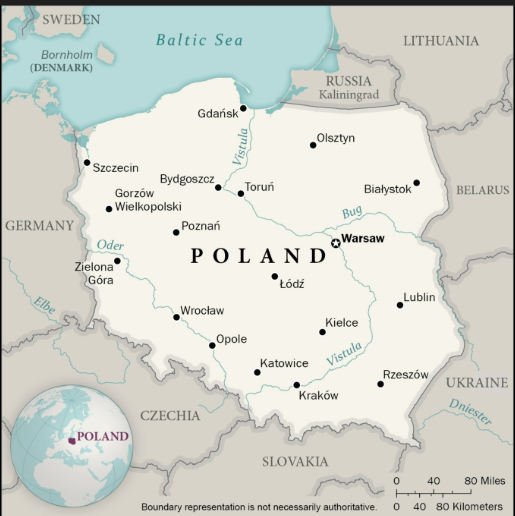 SWEDEN
Baltic Sea
LITHUANIA
Bornholm
(DENMARK)
RUSSIA
Kaliningrad
Gdańsk
Vistula
Olsztyn
Szczecin
Bydgoszcz
Toruń
Białystok
BELARUS
Gorzów
Wielkopolski
Bug
GERMANY
Poznań
Warsaw
Oder
POLAND
Zielona
Góra
Łódź
Elbe
Lublin
Wrocław
Kielce
Opole
Vistula
Katowice
Rzeszów
UKRAINE
Kraków
Dniester
CZECHIA
POLAND
SLOVAKIA
0 40 80 Miles
0 40 80 Kilometers
Boundary representation is not necessarily authoritative.